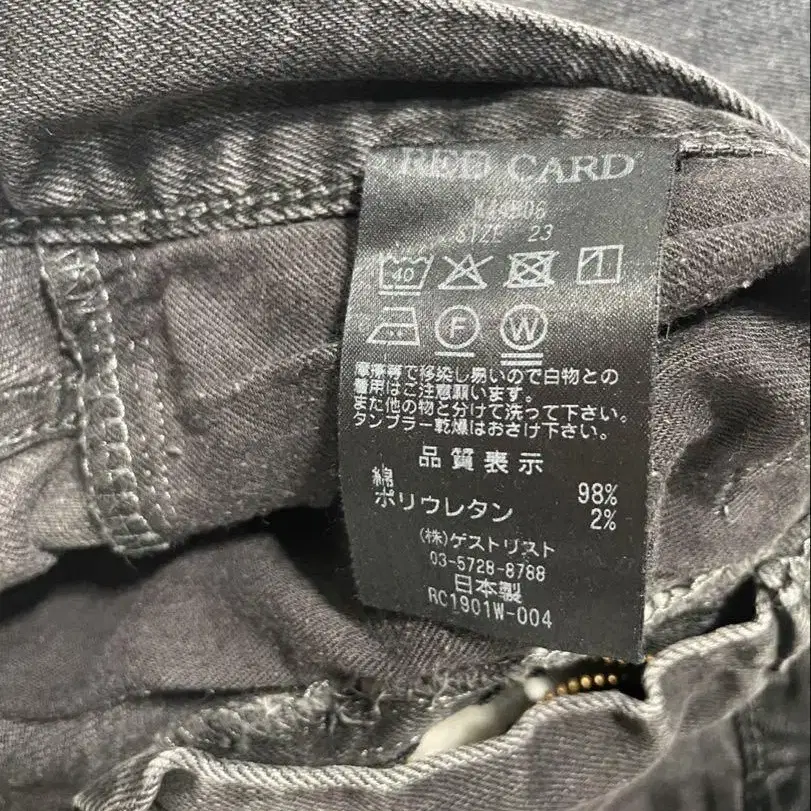 RED CARD
SIZE 23
40
F
W
摩擦等で移染し易いので白物との
着用はご注意願います。
また他の物と分けて洗って下さい。
タンブラー乾燥はおさけ下さい。
品質表示
綿 98%
ポリウレタン 2%
(株)ゲストリスト
03-5728-8788
日本製
RC1901W-004